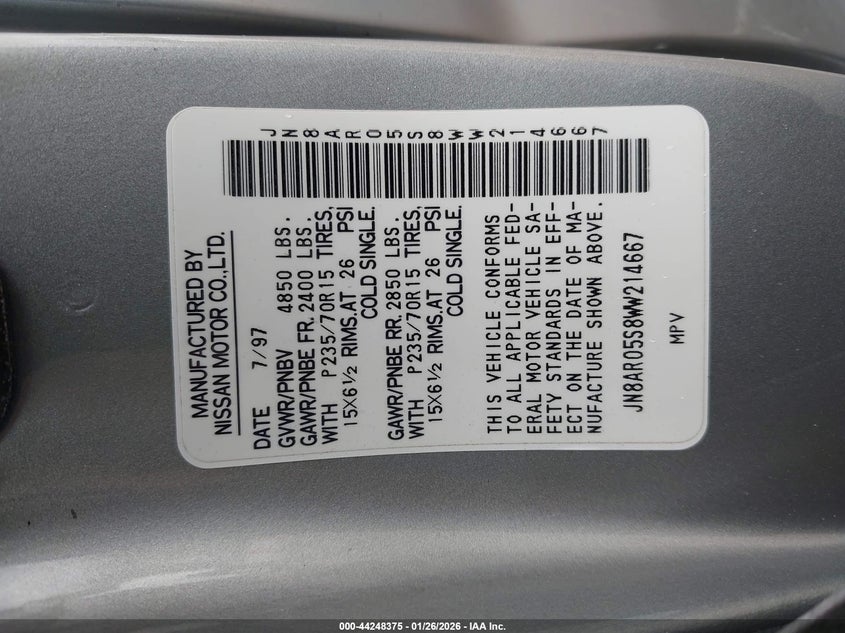 JN8AR05S8WW214667
MANUFACTURED BY
NISSAN MOTOR CO.,LTD.
DATE 7/97
GVWR/PNBV 4850 LBS.
GAWR/PNBE FR. 2400 LBS.
WITH P235/70R15 TIRES,
15X6½ RIMS.AT 26 PSI
COLD SINGLE.
GAWR/PNBE RR. 2850 LBS.
WITH P235/70R15 TIRES,
15X6½ RIMS.AT 26 PSI
COLD SINGLE.
THIS VEHICLE CONFORMS
TO ALL APPLICABLE FED-
ERAL MOTOR VEHICLE SA-
FETY STANDARDS IN EFF-
ECT ON THE DATE OF MA-
NUFACTURE SHOWN ABOVE.
JN8AR05S8WW214667
MPV
000-44248375 - 01/26/2026 - IAA Inc.